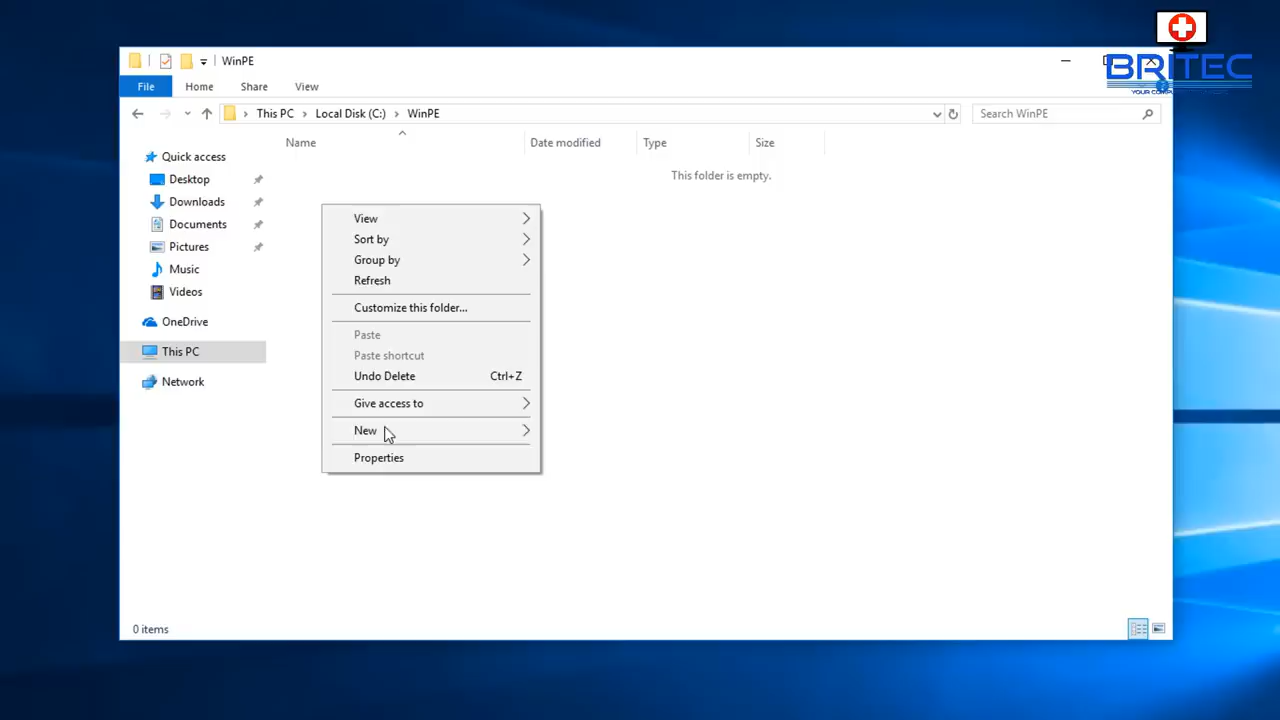 WinPE
File Home Share View
This PC Local Disk (C:) WinPE
Search WinPE
Name Date modified Type Size
This folder is empty.
Quick access
Desktop
Downloads
Documents
Pictures
Music
Videos
OneDrive
This PC
Network
View
Sort by
Group by
Refresh
Customize this folder...
Paste
Paste shortcut
Undo Delete Ctrl+Z
Give access to
New
Properties
0 items
BRITEC